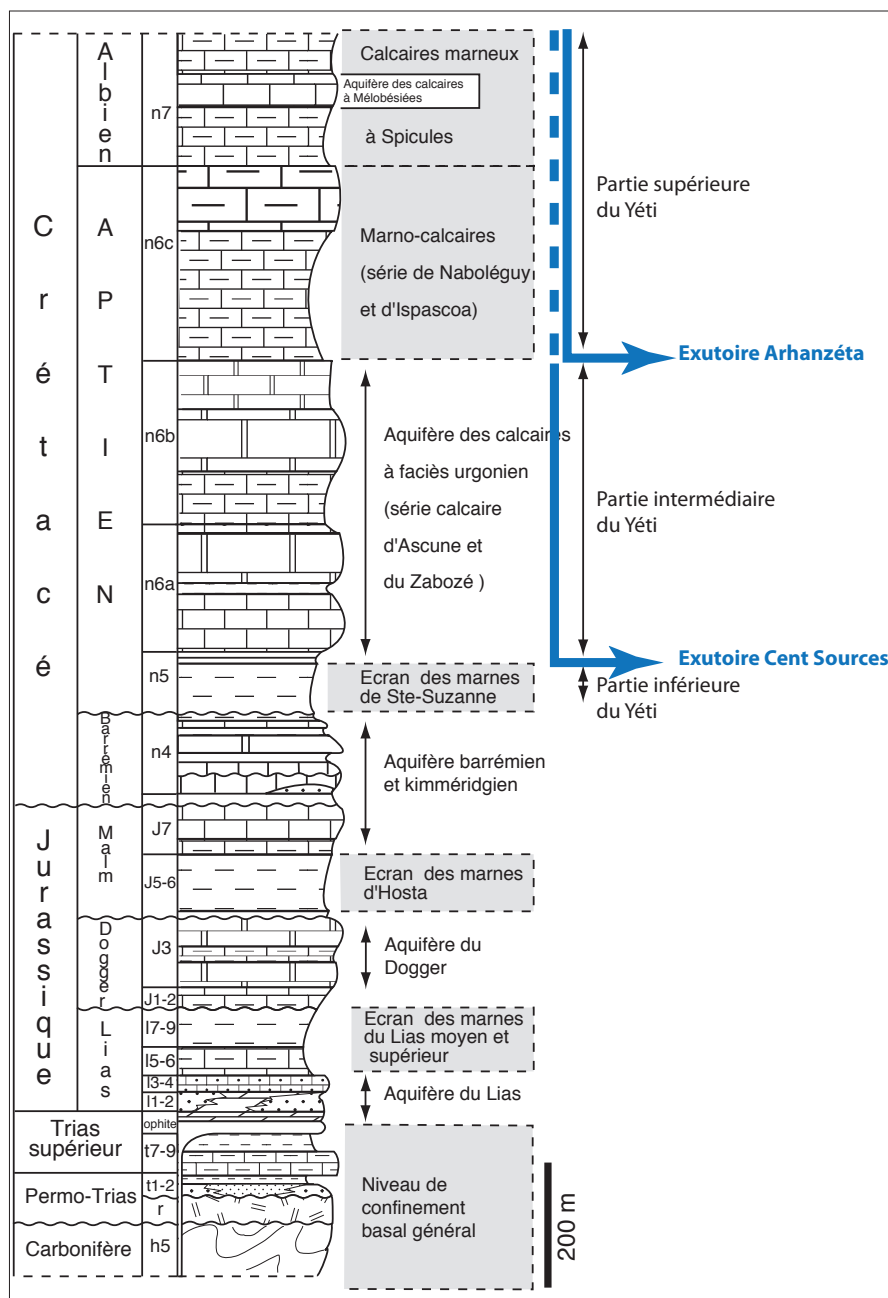 Crétacé
Albien
n7
Calcaires marneux
Aquifère des calcaires
à Mélobésiées
à Spicules
APTIEN
n6c
Marno-calcaires
(série de Naboléguy
et d'Ispascoa)
Partie supérieure
du Yéti
Exutoire Arhanzéta
n6b
Aquifère des calcaires
à faciès urgonien
(série calcaire
d'Ascune et
du Zabozé )
Partie intermédiaire
du Yéti
n6a
Exutoire Cent Sources
n5
Ecran des marnes
de Ste-Suzanne
Partie inférieure
du Yéti
Barrémien
n4
Aquifère barrémien
et kimméridgien
Jurassique
Malm
J7
J5-6
Ecran des marnes
d'Hosta
Dogger
J3
Aquifère du
Dogger
J1-2
Lias
l7-9
Ecran des marnes
du Lias moyen et
supérieur
l5-6
l3-4
Aquifère du Lias
l1-2
Trias
supérieur
ophite
t7-9
Permo-Trias
t1-2
r
Niveau de
confinement
basal général
Carbonifère
h5
200 m